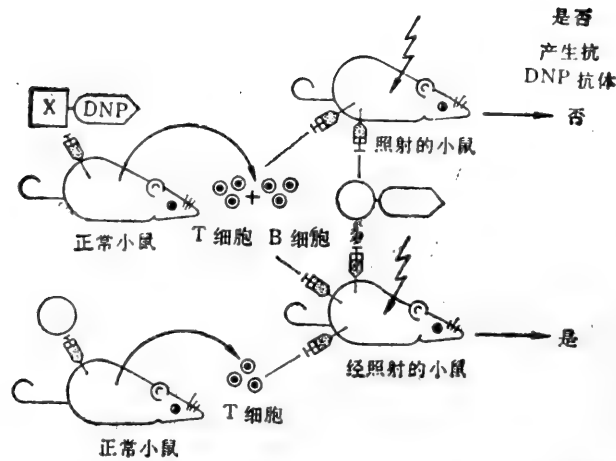 是否
产生抗
DNP 抗体
X
DNP
否
照射的小鼠
正常小鼠
T 细胞
+
B 细胞
是
经照射的小鼠
T 细胞
正常小鼠